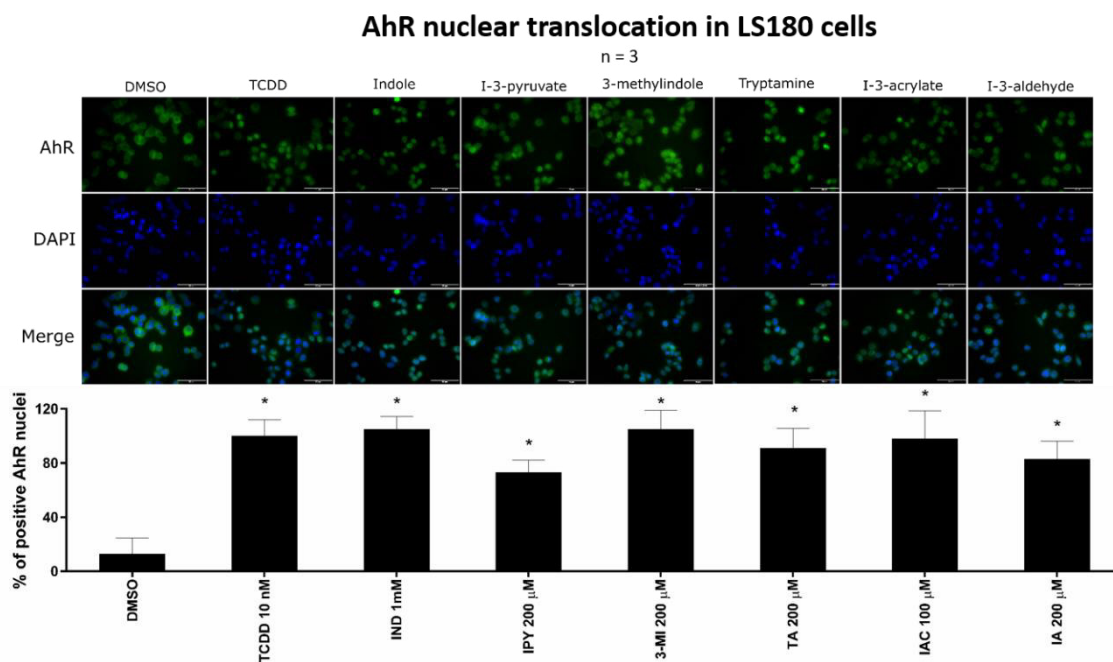 AhR nuclear translocation in LS180 cells
n = 3
DMSO TCDD Indole I-3-pyruvate 3-methylindole Tryptamine I-3-acrylate I-3-aldehyde
AhR
DAPI
Merge
% of positive AhR nuclei
120
80
40
0
* * * * * * *
DMSO
TCDD 10 nM
IND 1mM
IPY 200 μM
3-MI 200 μM
TA 200 μM
IAC 100 μM
IA 200 μM